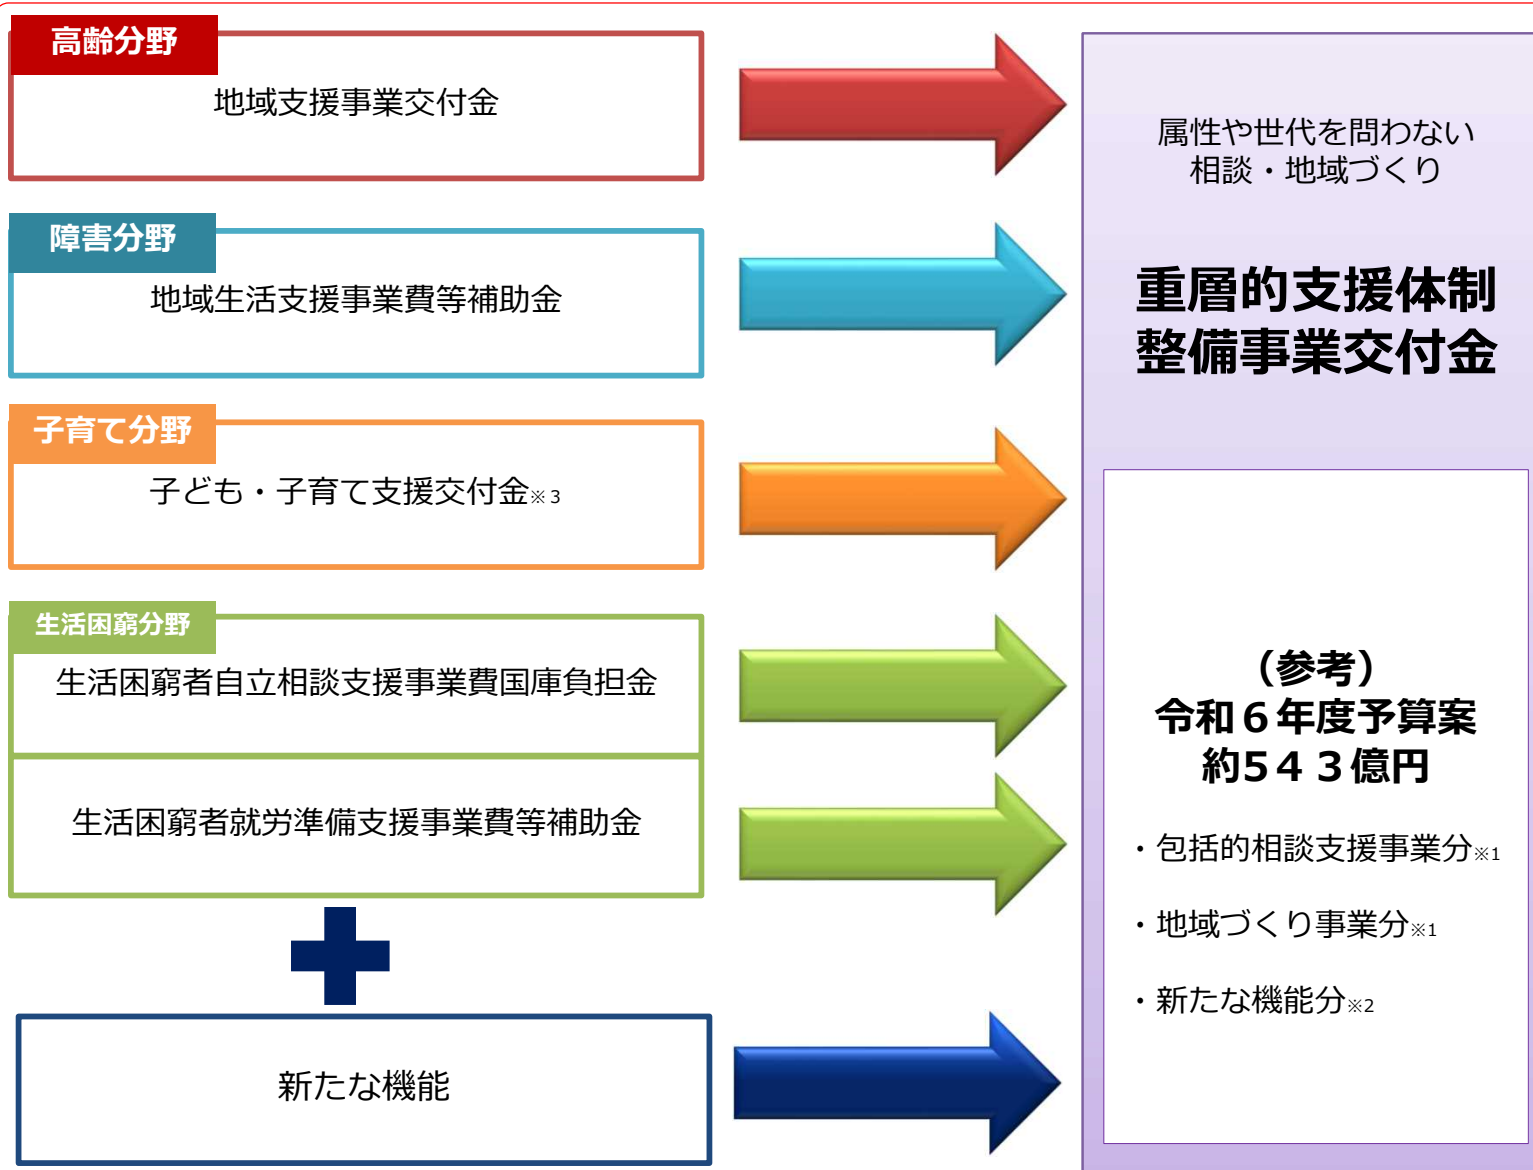 高齢分野
地域支援事業交付金
障害分野
地域生活支援事業費等補助金
子育て分野
子ども・子育て支援交付金※3
生活困窮分野
生活困窮者自立相談支援事業費国庫負担金
生活困窮者就労準備支援事業費等補助金
新たな機能
属性や世代を問わない
相談・地域づくり
重層的支援体制
整備事業交付金
（参考）
令和６年度予算案
約5４３億円
・包括的相談支援事業分※1
・地域づくり事業分※1
・新たな機能分※2